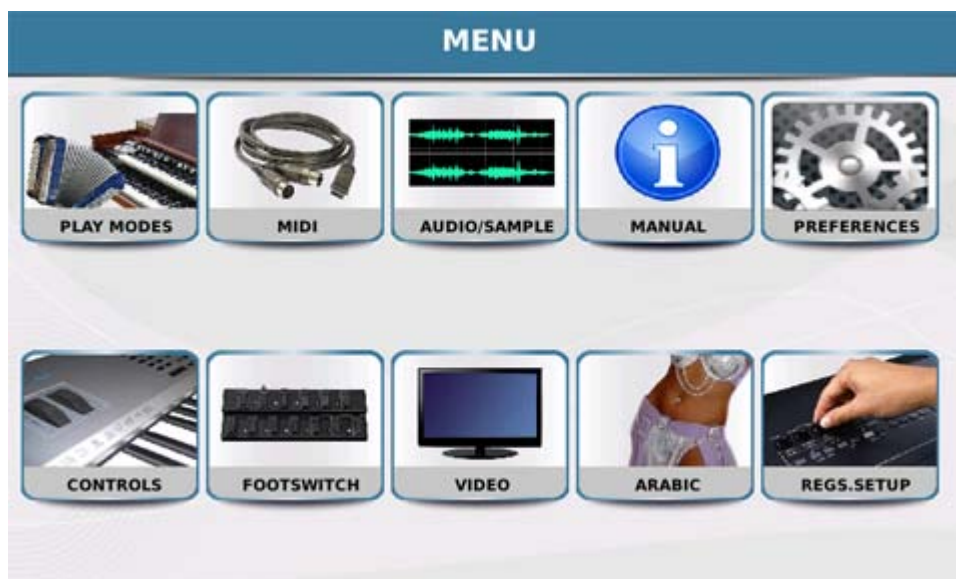 MENU
PLAY MODES
MIDI
AUDIO/SAMPLE
MANUAL
PREFERENCES
CONTROLS
FOOTSWITCH
VIDEO
ARABIC
REGS.SETUP